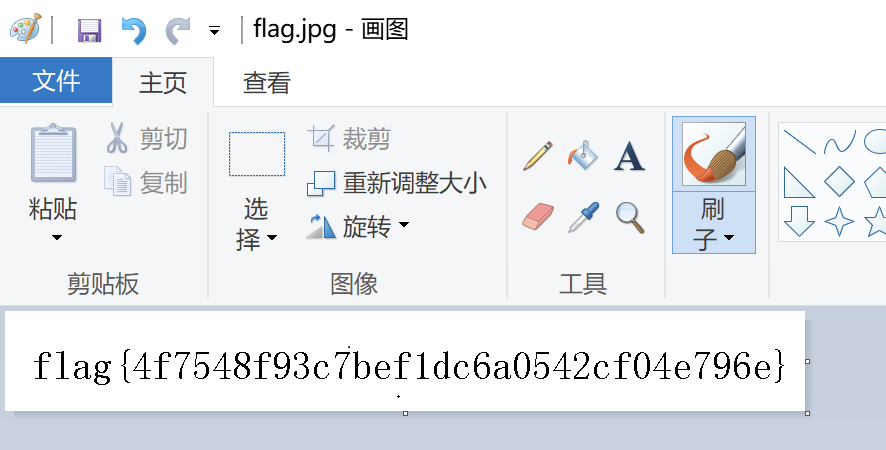 flag.jpg - 画图
文件 主页 查看
剪切
裁剪
复制
重新调整大小
粘贴
选择
旋转
A
刷子
剪贴板 图像 工具
flag{4f7548f93c7bef1dc6a0542cf04e796e}